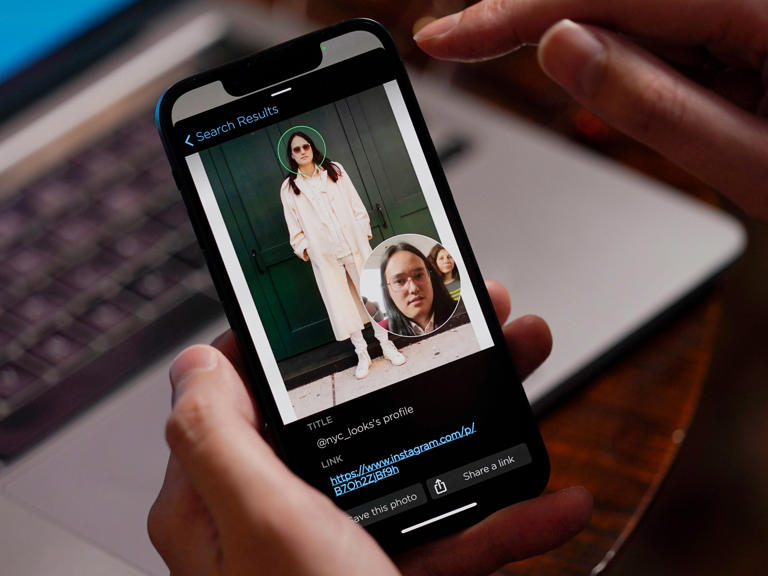 Search Results
TITLE
@nyc_looks's profile
LINK
https://www.instagram.com/p/
B7Oh2ZjBf9h
Save this photo
Share a link